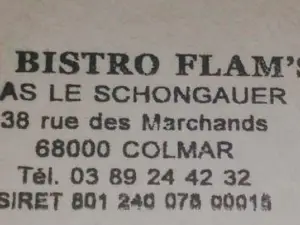 BISTRO FLAM'S
AS LE SCHONGAUER
38 rue des Marchands
68000 COLMAR
Tél. 03 89 24 42 32
SIRET 801 240 078 00015